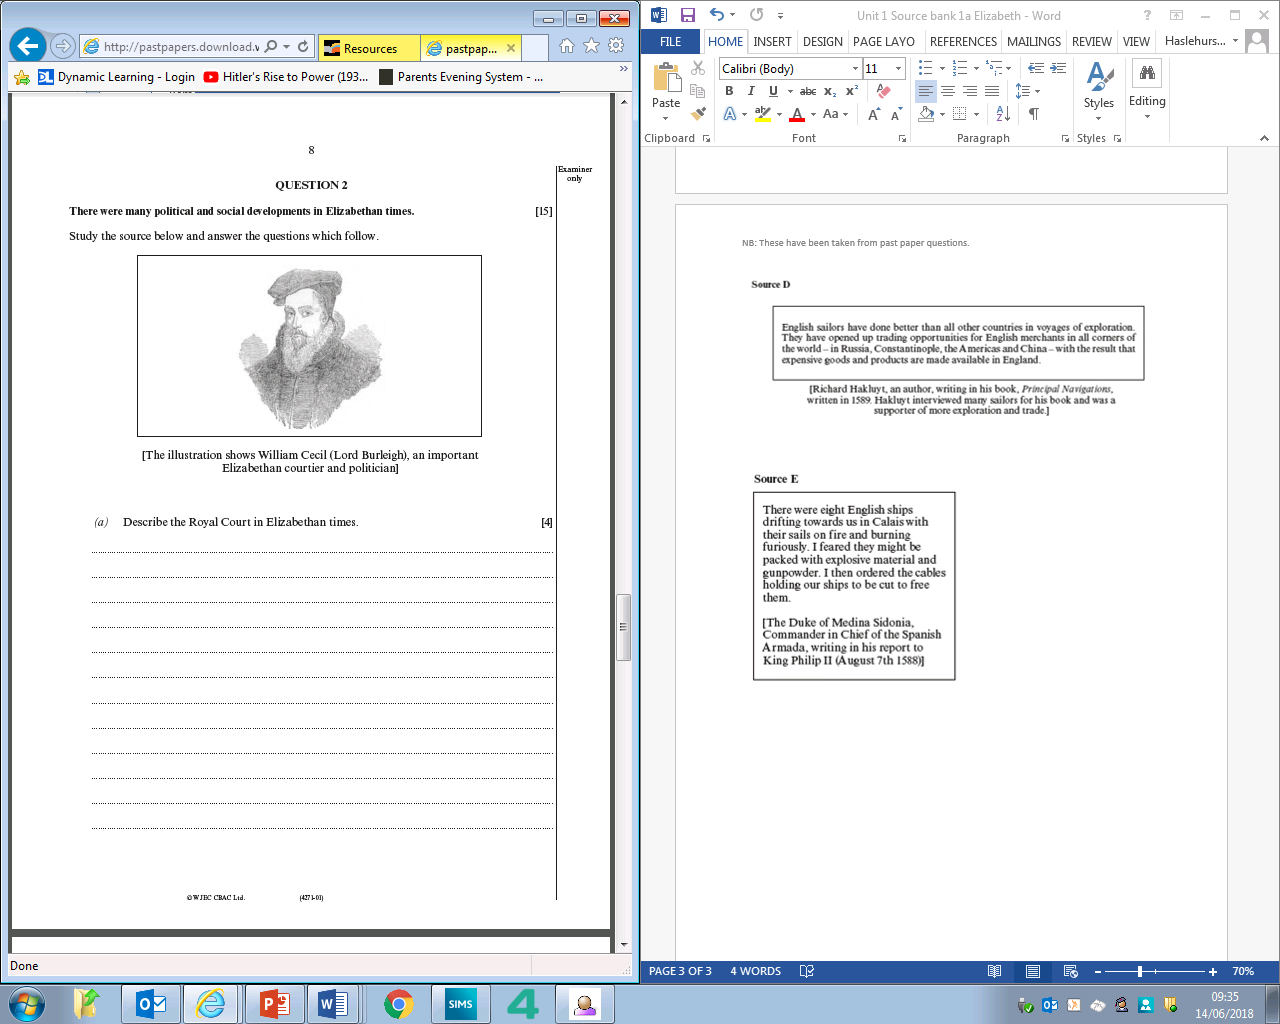 http://pastpapers.download.w
Resources
pastpap...
Dynamic Learning - Login
Hitler's Rise to Power (193...
Parents Evening System - ...
8
Examiner
only
QUESTION 2
There were many political and social developments in Elizabethan times. [15]
Study the source below and answer the questions which follow.
[The illustration shows William Cecil (Lord Burleigh), an important
Elizabethan courtier and politician]
(a) Describe the Royal Court in Elizabethan times. [4]
© WJEC CBAC Ltd. (4271-01)
Done
Unit 1 Source bank 1a Elizabeth - Word
FILE HOME INSERT DESIGN PAGE LAYO REFERENCES MAILINGS REVIEW VIEW Haslehurs...
Calibri (Body) 11
Paste
Styles
Editing
B I U abc x₂ x²
A ab A Aa A A
Clipboard Font Paragraph Styles
NB: These have been taken from past paper questions.
Source D
English sailors have done better than all other countries in voyages of exploration.
They have opened up trading opportunities for English merchants in all corners of
the world – in Russia, Constantinople, the Americas and China – with the result that
expensive goods and products are made available in England.
[Richard Hakluyt, an author, writing in his book, Principal Navigations,
written in 1589. Hakluyt interviewed many sailors for his book and was a
supporter of more exploration and trade.]
Source E
There were eight English ships
drifting towards us in Calais with
their sails on fire and burning
furiously. I feared they might be
packed with explosive material and
gunpowder. I then ordered the cables
holding our ships to be cut to free
them.
[The Duke of Medina Sidonia,
Commander in Chief of the Spanish
Armada, writing in his report to
King Philip II (August 7th 1588)]
PAGE 3 OF 3 4 WORDS 70%
SIMS
4
09:35
14/06/2018